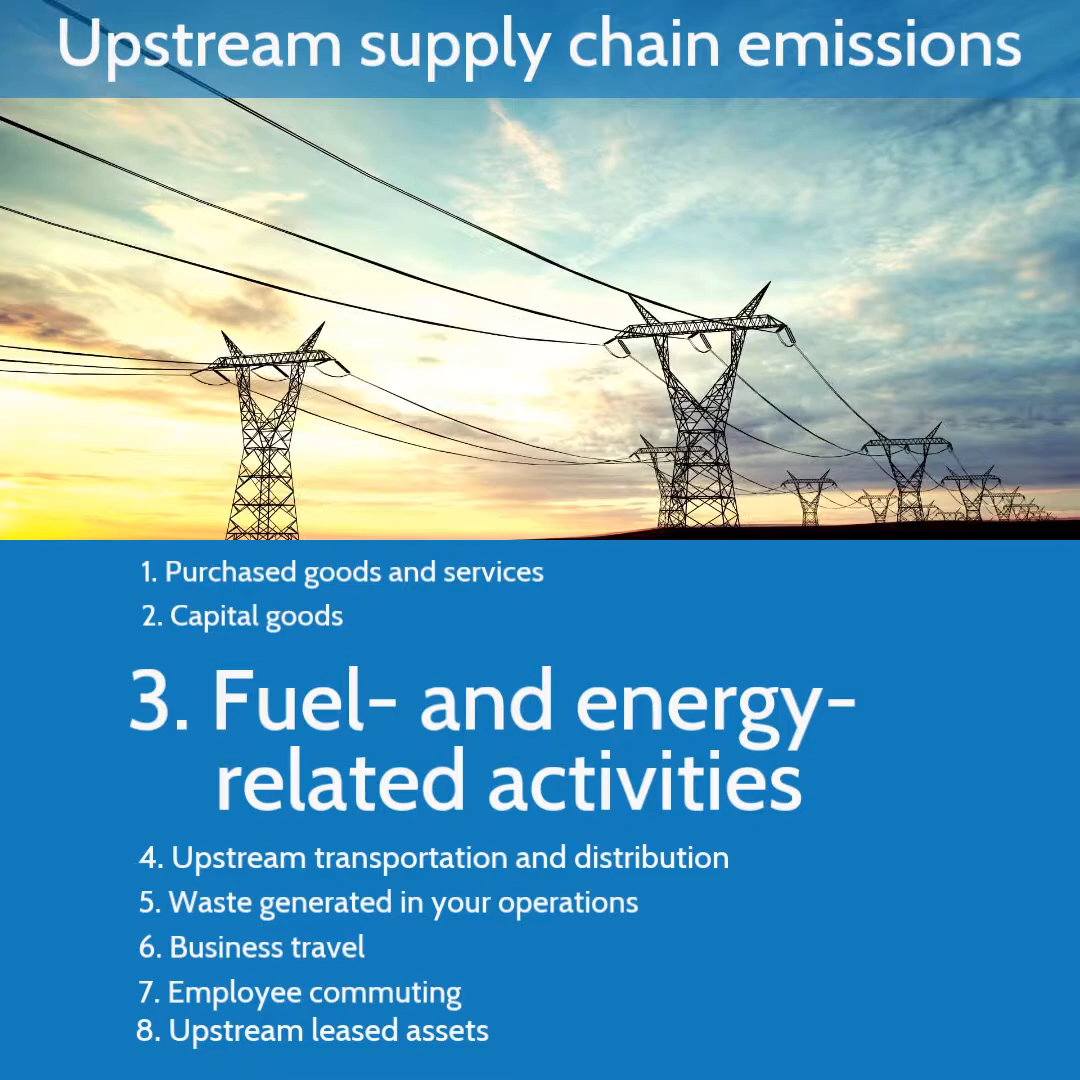 Upstream supply chain emissions
1. Purchased goods and services
2. Capital goods
3. Fuel- and energy-
related activities
4. Upstream transportation and distribution
5. Waste generated in your operations
6. Business travel
7. Employee commuting
8. Upstream leased assets